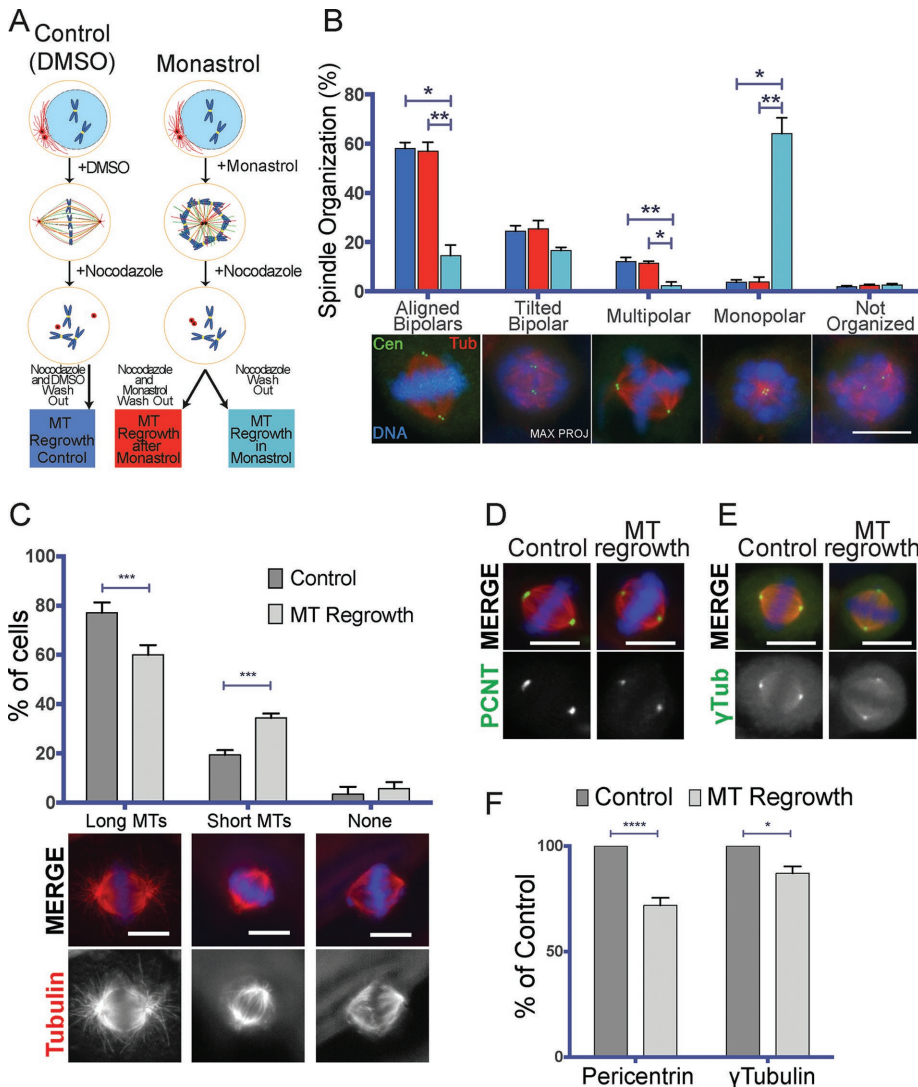 A
Control
(DMSO)
Monastrol
+DMSO
+Monastrol
+Nocodazole
+Nocodazole
Nocodazole
and DMSO
Wash
Out
Nocodazole
and
Monastrol
Wash Out
Nocodazole
Wash
Out
MT
Regrowth
Control
MT
Regrowth
after
Monastrol
MT
Regrowth
in
Monastrol
B
Spindle Organization (%)
80
60
40
20
0
*
**
**
*
*
**
Aligned
Bipolars
Tilted
Bipolar
Multipolar
Monopolar
Not
Organized
Cen
Tub
DNA
MAX PROJ
C
% of cells
100
80
60
40
20
0
***
***
Control
MT Regrowth
Long MTs
Short MTs
None
MERGE
Tubulin
D
Control
MT
regrowth
MERGE
PCNT
E
Control
MT
regrowth
MERGE
γTub
F
Control
MT Regrowth
% of Control
100
50
0
****
*
Pericentrin
γTubulin